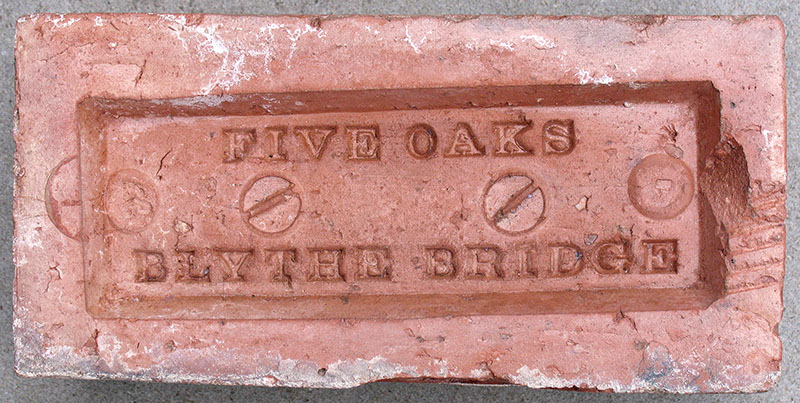 FIVE OAKS
BLYTHE BRIDGE